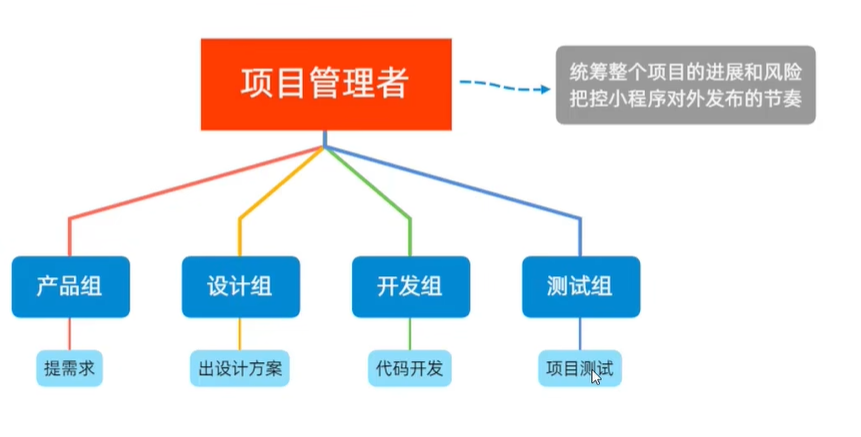 项目管理者
统筹整个项目的进展和风险
把控小程序对外发布的节奏
产品组
设计组
开发组
测试组
提需求
出设计方案
代码开发
项目测试